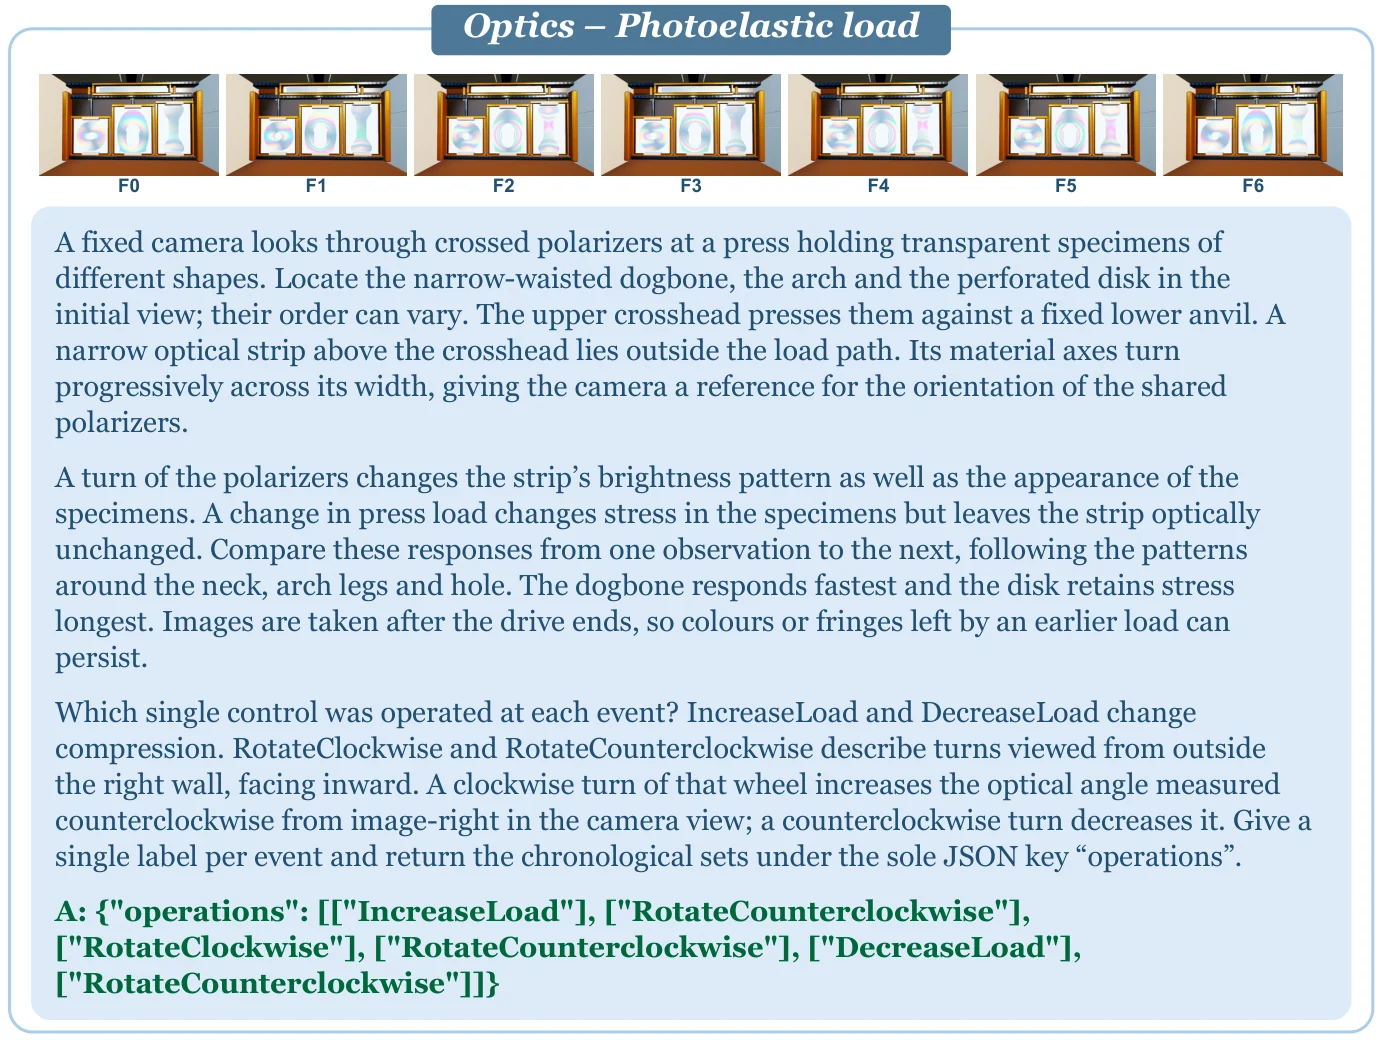 Optics – Photoelastic load
F0 F1 F2 F3 F4 F5 F6
A fixed camera looks through crossed polarizers at a press holding transparent specimens of
different shapes. Locate the narrow-waisted dogbone, the arch and the perforated disk in the
initial view; their order can vary. The upper crosshead presses them against a fixed lower anvil. A
narrow optical strip above the crosshead lies outside the load path. Its material axes turn
progressively across its width, giving the camera a reference for the orientation of the shared
polarizers.
A turn of the polarizers changes the strip’s brightness pattern as well as the appearance of the
specimens. A change in press load changes stress in the specimens but leaves the strip optically
unchanged. Compare these responses from one observation to the next, following the patterns
around the neck, arch legs and hole. The dogbone responds fastest and the disk retains stress
longest. Images are taken after the drive ends, so colours or fringes left by an earlier load can
persist.
Which single control was operated at each event? IncreaseLoad and DecreaseLoad change
compression. RotateClockwise and RotateCounterclockwise describe turns viewed from outside
the right wall, facing inward. A clockwise turn of that wheel increases the optical angle measured
counterclockwise from image-right in the camera view; a counterclockwise turn decreases it. Give a
single label per event and return the chronological sets under the sole JSON key “operations”.
A: {"operations": [["IncreaseLoad"], ["RotateCounterclockwise"],
["RotateClockwise"], ["RotateCounterclockwise"], ["DecreaseLoad"],
["RotateCounterclockwise"]]}